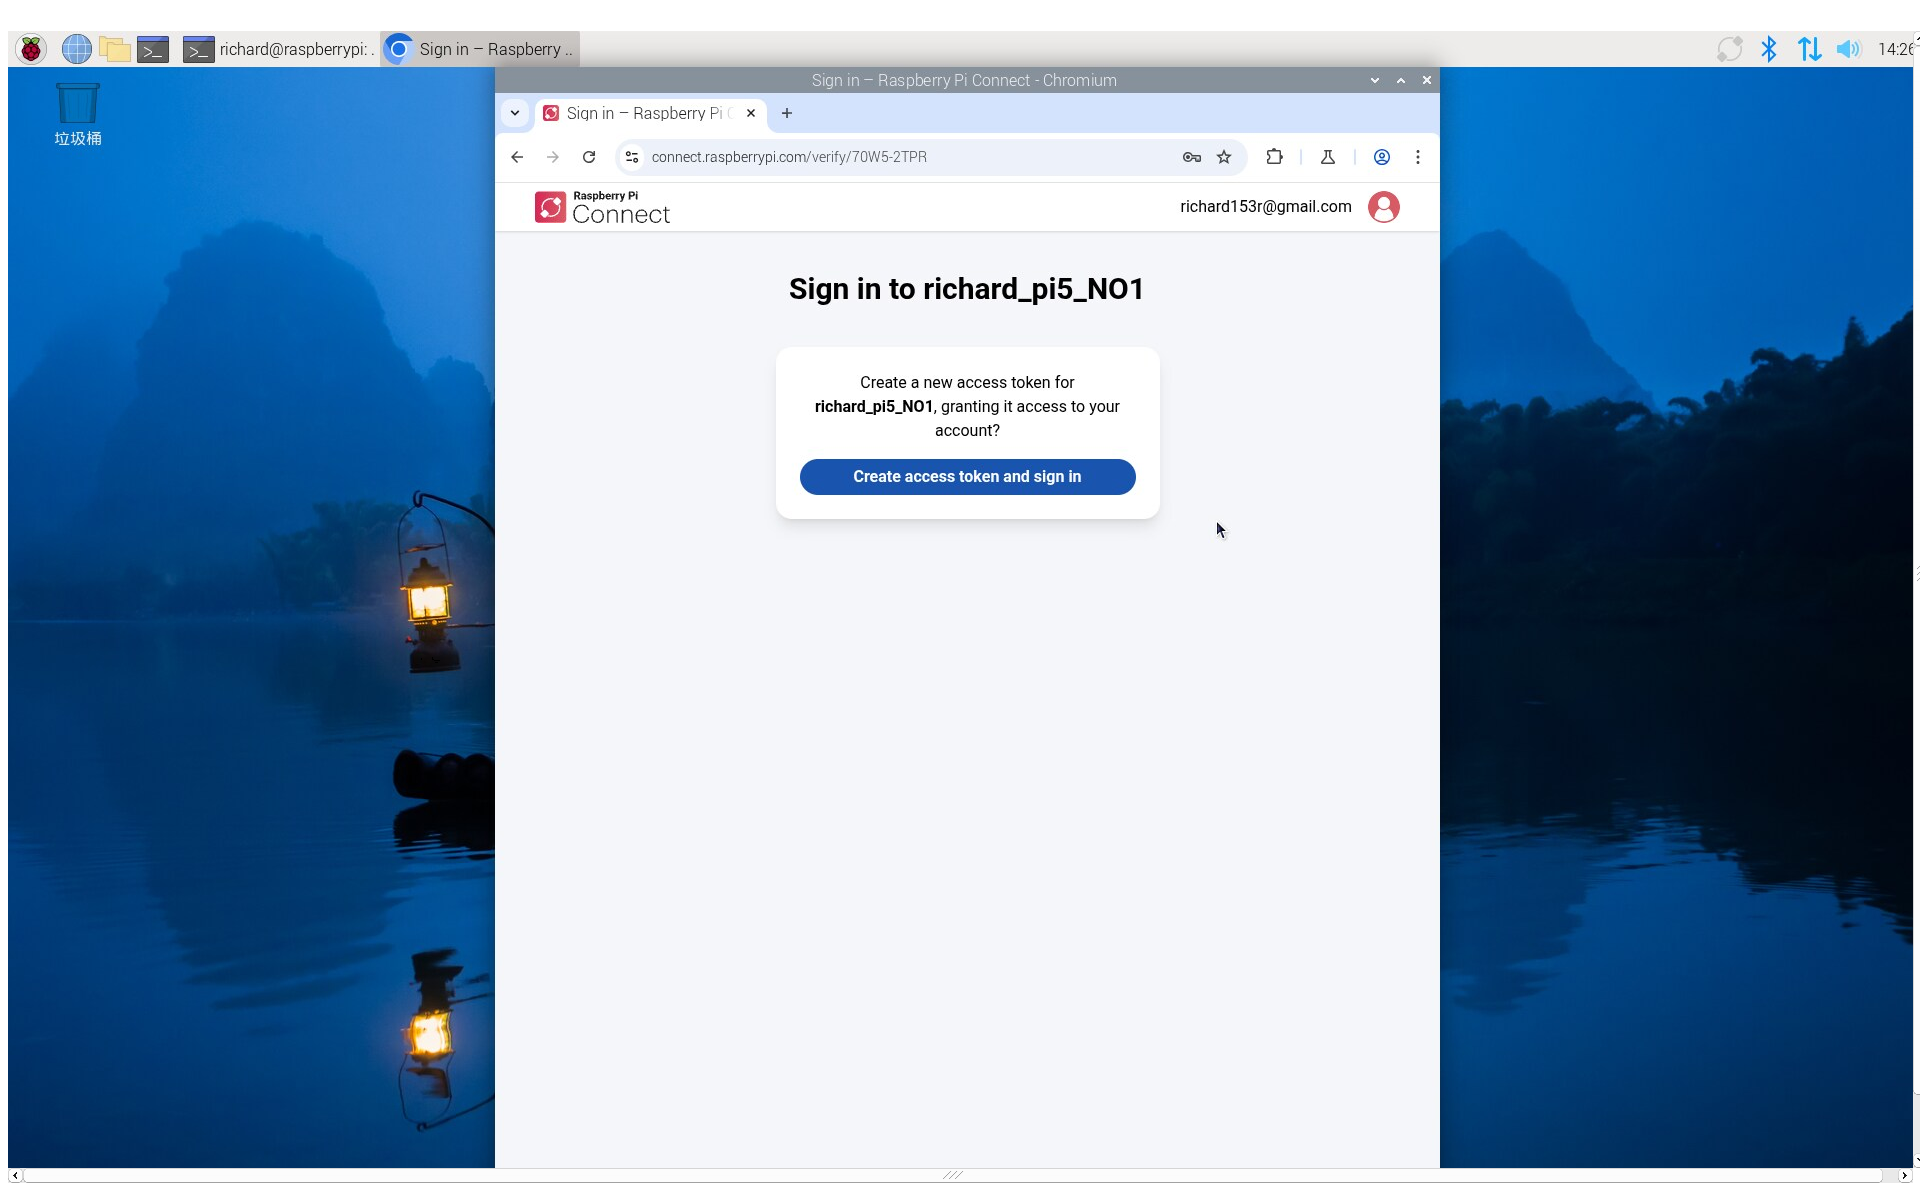 richard@raspberrypi: .
Sign in – Raspberry ..
14:26
垃圾桶
Sign in – Raspberry Pi Connect - Chromium
Sign in – Raspberry Pi C
connect.raspberrypi.com/verify/70W5-2TPR
Raspberry Pi
Connect
richard153r@gmail.com
Sign in to richard_pi5_NO1
Create a new access token for
richard_pi5_NO1, granting it access to your
account?
Create access token and sign in